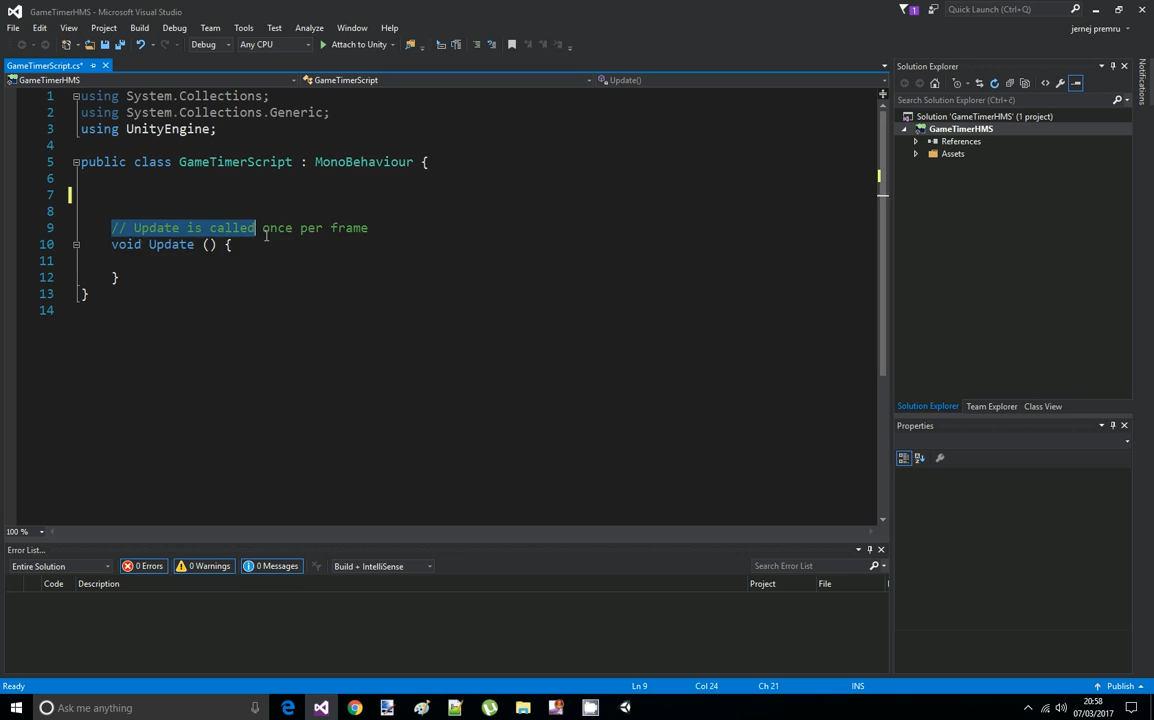 GameTimerHMS - Microsoft Visual Studio
1
Quick Launch (Ctrl+Q)
File Edit View Project Build Debug Team Tools Test Analyze Window Help
jernej premru
Debug Any CPU Attach to Unity
GameTimerScript.cs*
GameTimerHMS GameTimerScript Update()
1 using System.Collections;
2 using System.Collections.Generic;
3 using UnityEngine;
4
5 public class GameTimerScript : MonoBehaviour {
6
7
8
9 // Update is called once per frame
10 void Update () {
11
12 }
13 }
14
100 %
Solution Explorer
Search Solution Explorer (Ctrl+č)
Solution 'GameTimerHMS' (1 project)
GameTimerHMS
References
Assets
Solution Explorer Team Explorer Class View
Properties
Notifications
Error List...
Entire Solution 0 Errors 0 Warnings 0 Messages Build + IntelliSense Search Error List
Code Description Project File
Ready Ln 9 Col 24 Ch 21 INS Publish
Ask me anything
20:58
07/03/2017